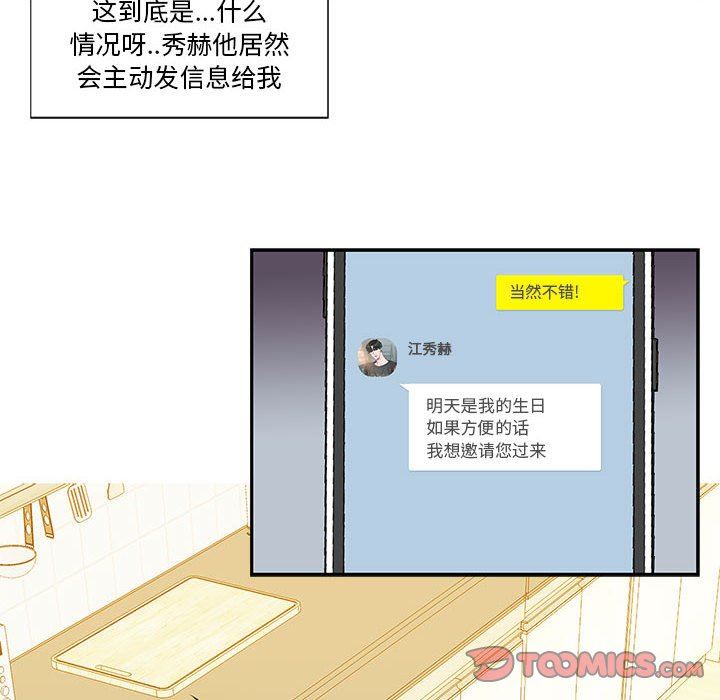 这到底是...什么
情况呀..秀赫他居然
会主动发信息给我
当然不错!
江秀赫
明天是我的生日
如果方便的话
我想邀请您过来
TOOMICS.com